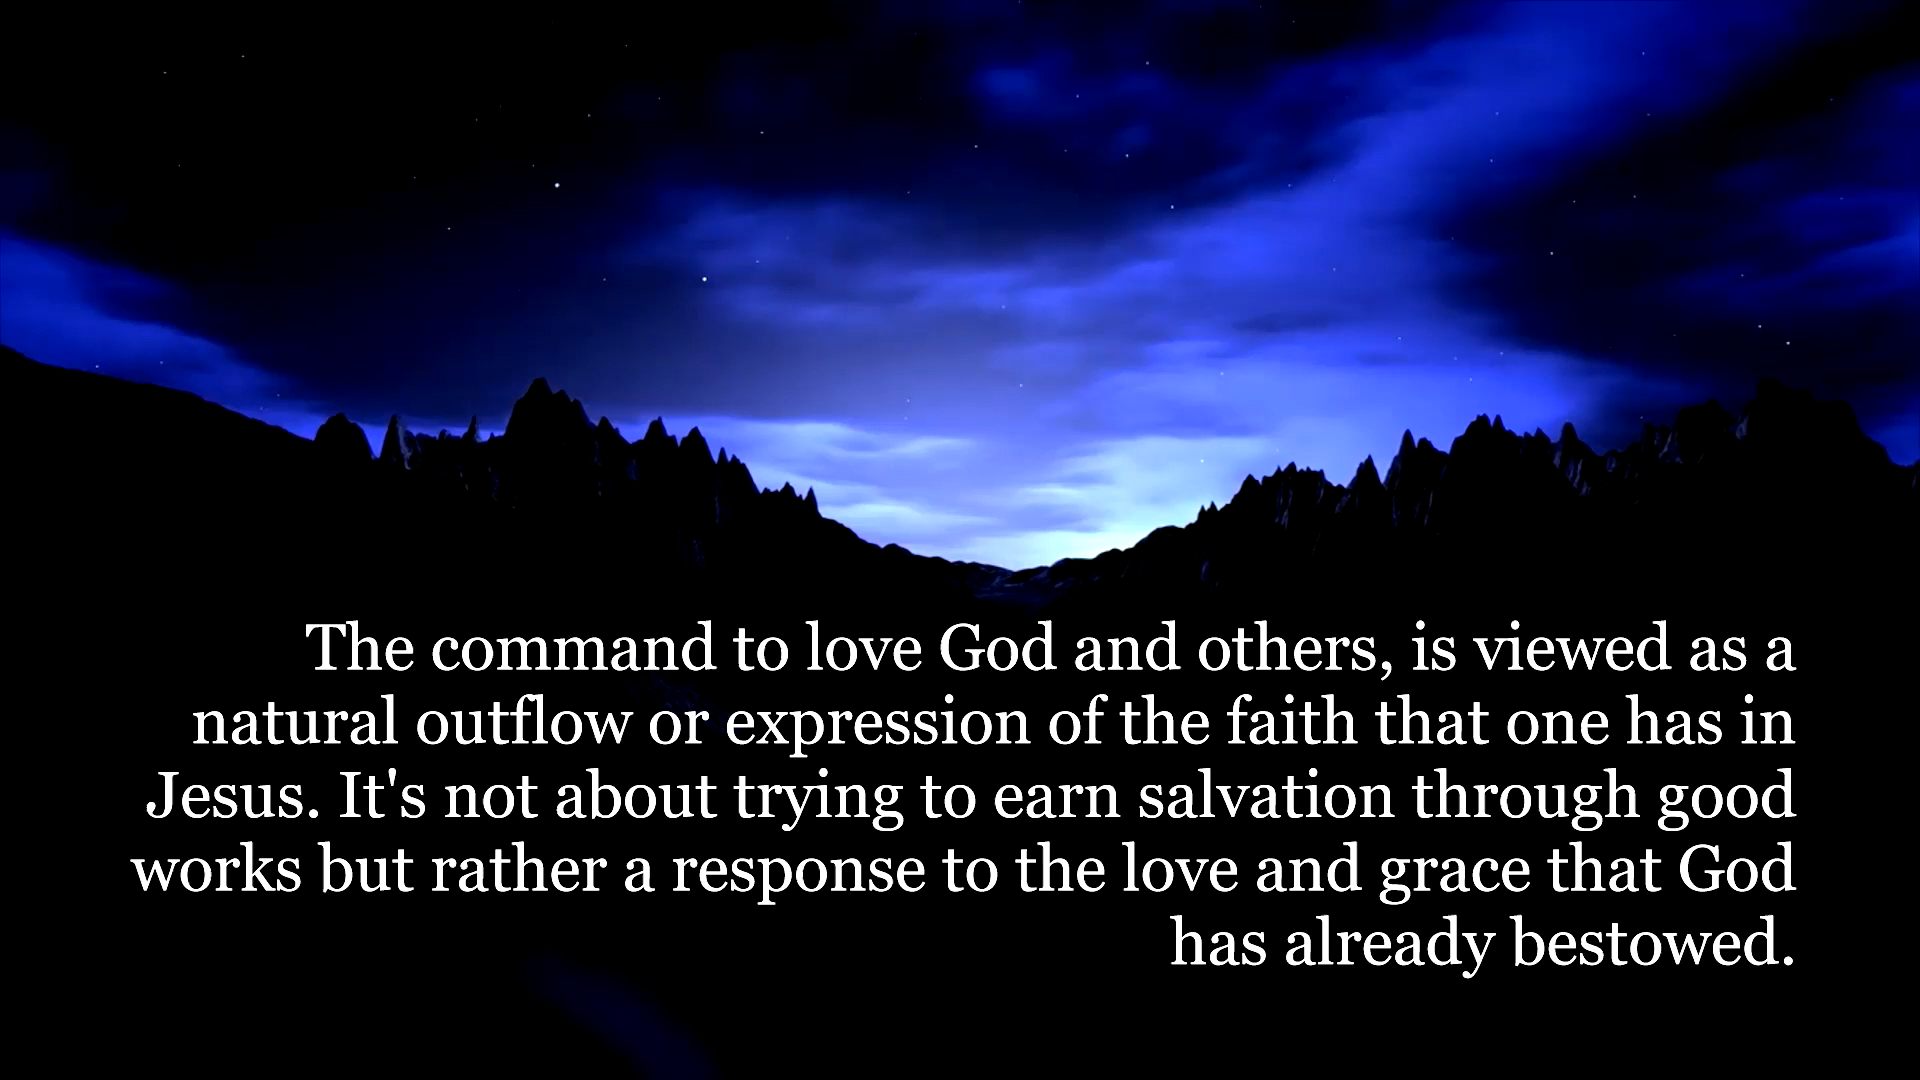 The command to love God and others, is viewed as a
natural outflow or expression of the faith that one has in
Jesus. It's not about trying to earn salvation through good
works but rather a response to the love and grace that God
has already bestowed.